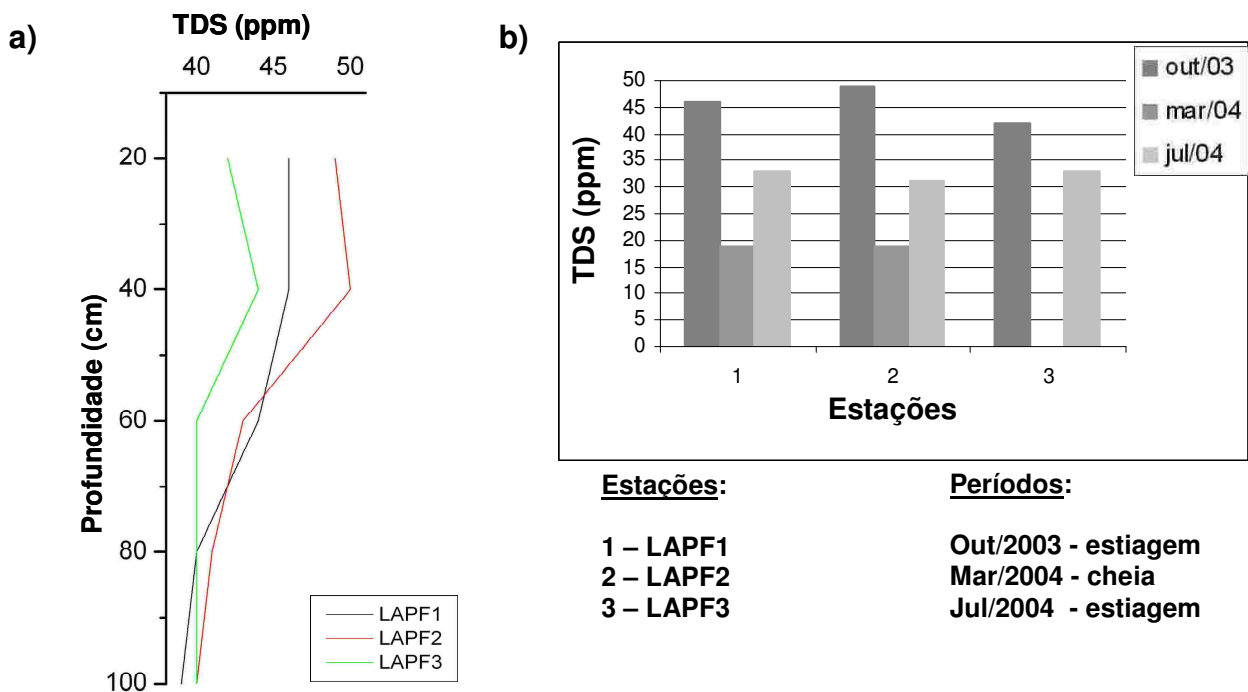 a)
TDS (ppm)
40 45 50
20
40
60
80
100
Profundidade (cm)
LAPF1
LAPF2
LAPF3
b)
out/03
mar/04
jul/04
50
45
40
35
30
25
20
15
10
5
0
TDS (ppm)
1 2 3
Estações
Estações:
1 – LAPF1
2 – LAPF2
3 – LAPF3
Períodos:
Out/2003 - estiagem
Mar/2004 - cheia
Jul/2004 - estiagem